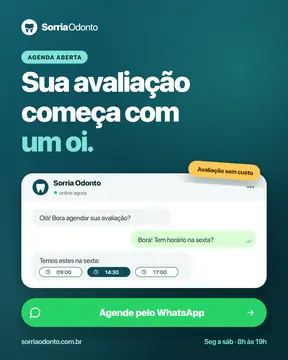 SorriaOdonto
AGENDA ABERTA
Sua avaliação
começa com
um oi.
Avaliação sem custo
Sorria Odonto
online agora
Olá! Bora agendar sua avaliação?
Bora! Tem horário na sexta?
Temos estes na sexta:
09:00 14:30 17:00
Agende pelo WhatsApp
sorriaodonto.com.br Seg a sáb · 8h às 19h